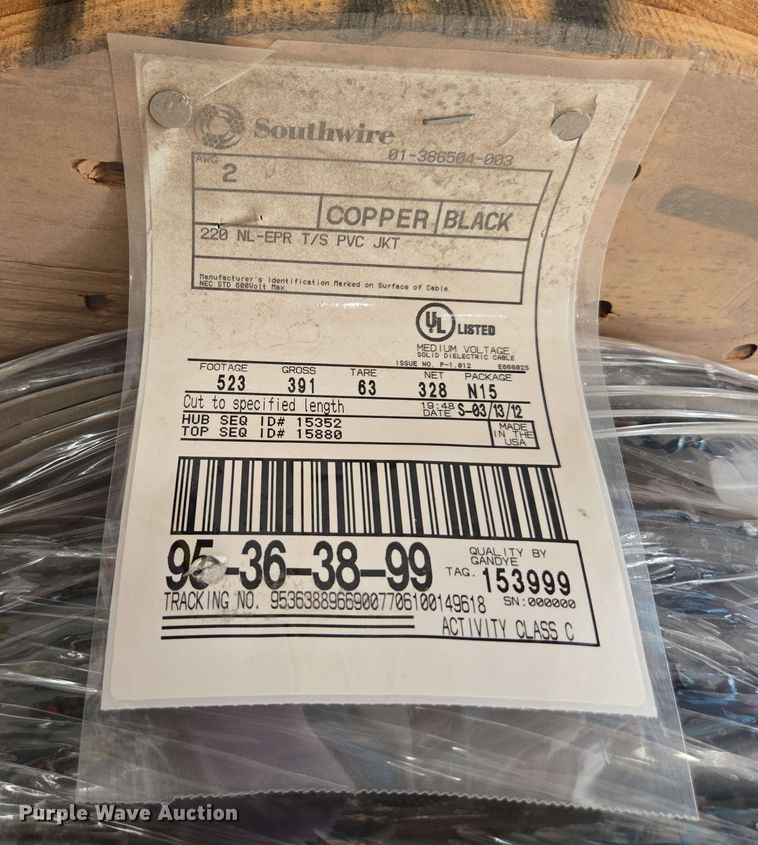 Southwire
01-386504-003
AWG
2
COPPER BLACK
220 NL-EPR T/S PVC JKT
Manufacturer's Identification Marked on Surface of Cable.
NEC STD 600Volt Max.
UL LISTED
MEDIUM VOLTAGE
SOLID DIELECTRIC CABLE
ISSUE NO. P-1,012 E66602S
FOOTAGE GROSS TARE NET PACKAGE
523 391 63 328 N15
Cut to specified length
19:48
DATE S-03/13/12
HUB SEQ ID# 15352
TOP SEQ ID# 15880
MADE
IN THE
USA
95-36-38-99
QUALITY BY
GANDYE
TAG. 153999
TRACKING NO. 95363889669007706100149618
SN:000000
ACTIVITY CLASS C
Purple Wave Auction